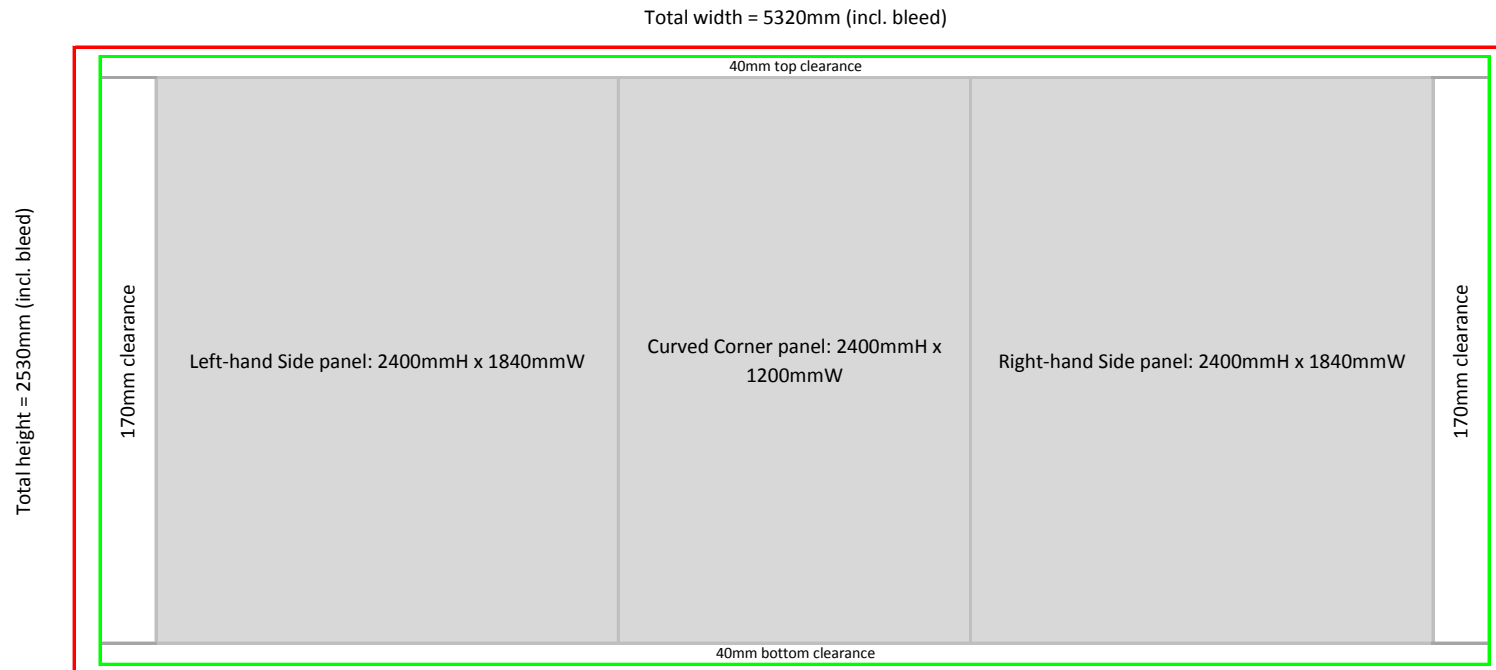 Total width = 5320mm (incl. bleed)
40mm top clearance
Total height = 2530mm (incl. bleed)
170mm clearance
Left-hand Side panel: 2400mmH x 1840mmW
Curved Corner panel: 2400mmH x
1200mmW
Right-hand Side panel: 2400mmH x 1840mmW
170mm clearance
40mm bottom clearance